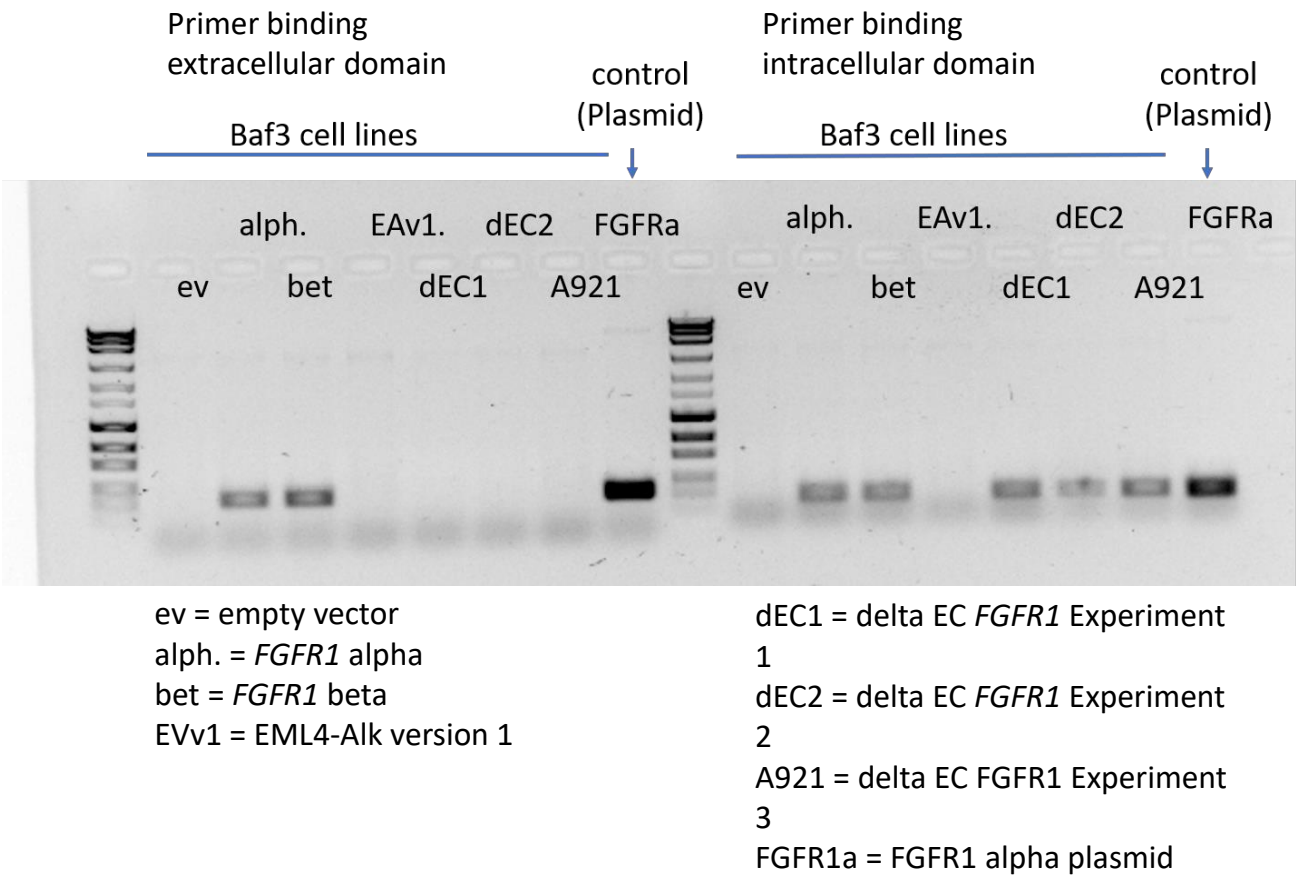 Primer binding
extracellular domain
control
(Plasmid)
Baf3 cell lines
Primer binding
intracellular domain
control
(Plasmid)
Baf3 cell lines
alph. EAv1. dEC2 FGFRa
ev bet dEC1 A921
alph. EAv1. dEC2 FGFRa
ev bet dEC1 A921
ev = empty vector
alph. = FGFR1 alpha
bet = FGFR1 beta
EVv1 = EML4-Alk version 1
dEC1 = delta EC FGFR1 Experiment
1
dEC2 = delta EC FGFR1 Experiment
2
A921 = delta EC FGFR1 Experiment
3
FGFR1a = FGFR1 alpha plasmid